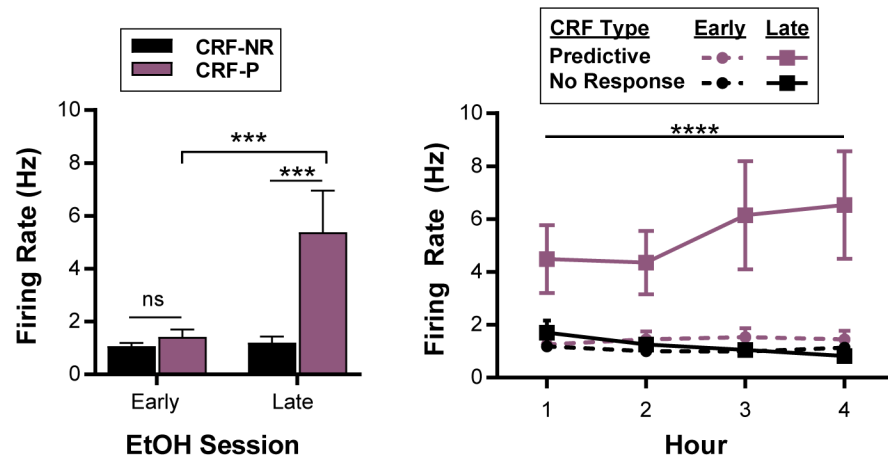 CRF-NR
CRF-P
Firing Rate (Hz)
10
8
6
4
2
0
***
***
ns
Early Late
EtOH Session
CRF Type Early Late
Predictive
No Response
Firing Rate (Hz)
10
8
6
4
2
0
****
1 2 3 4
Hour